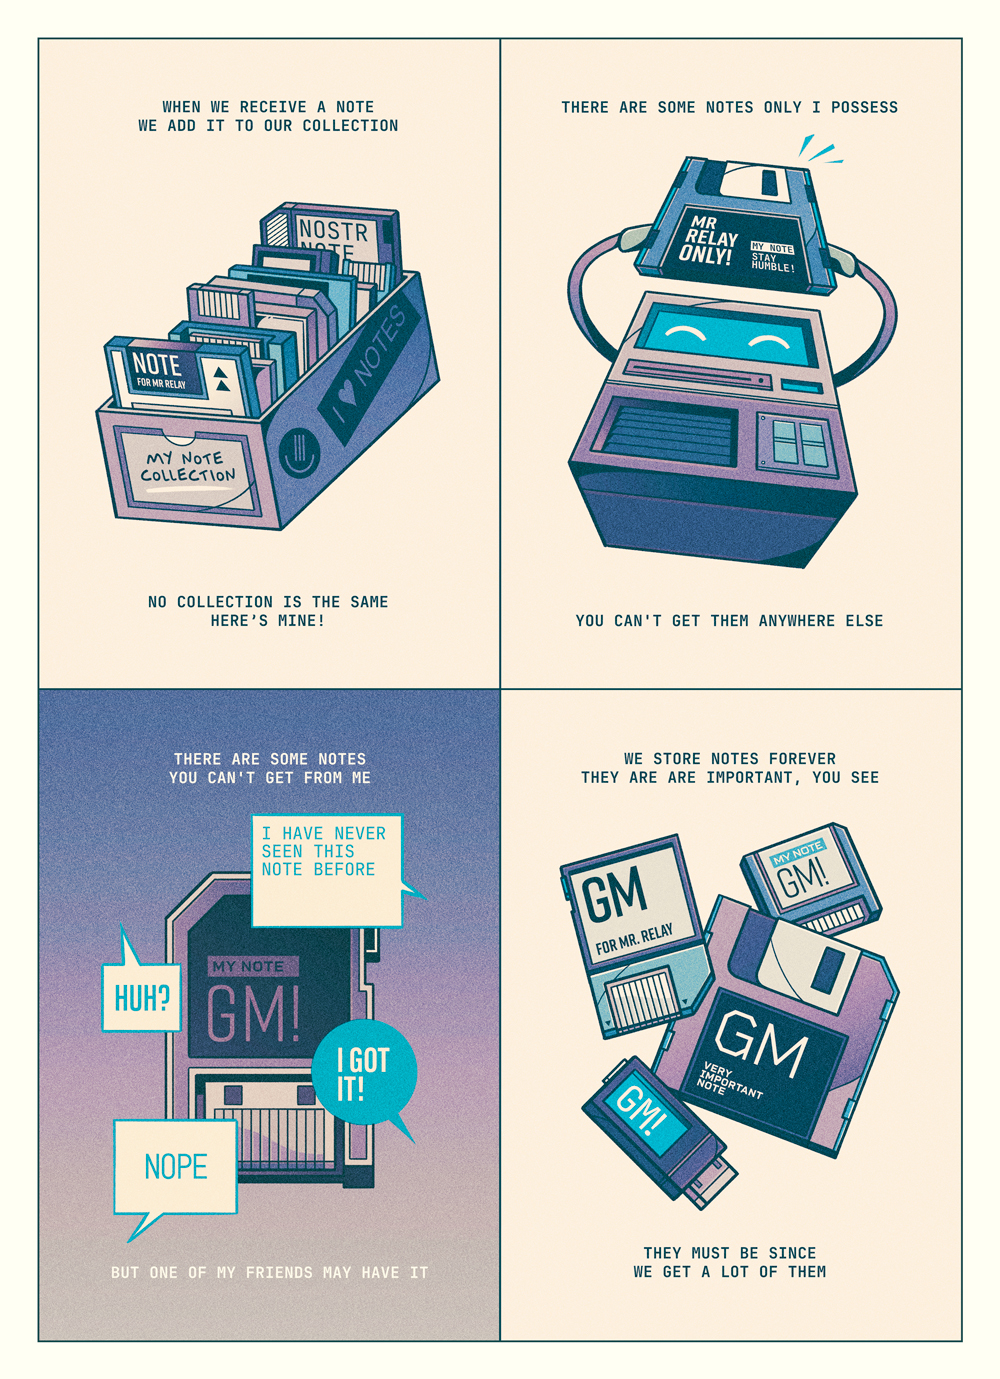 WHEN WE RECEIVE A NOTE
WE ADD IT TO OUR COLLECTION
NOSTR
NOTE
I ♥ NOTES
NOTE
FOR MR RELAY
MY NOTE
COLLECTION
NO COLLECTION IS THE SAME
HERE'S MINE!
THERE ARE SOME NOTES ONLY I POSSESS
MR
RELAY
ONLY!
MY NOTE
STAY
HUMBLE!
YOU CAN'T GET THEM ANYWHERE ELSE
THERE ARE SOME NOTES
YOU CAN'T GET FROM ME
I HAVE NEVER
SEEN THIS
NOTE BEFORE
HUH?
MY NOTE
GM!
I GOT
IT!
NOPE
BUT ONE OF MY FRIENDS MAY HAVE IT
WE STORE NOTES FOREVER
THEY ARE ARE IMPORTANT, YOU SEE
GM
FOR MR. RELAY
MY NOTE
GM!
GM
VERY
IMPORTANT
NOTE
GM!
THEY MUST BE SINCE
WE GET A LOT OF THEM